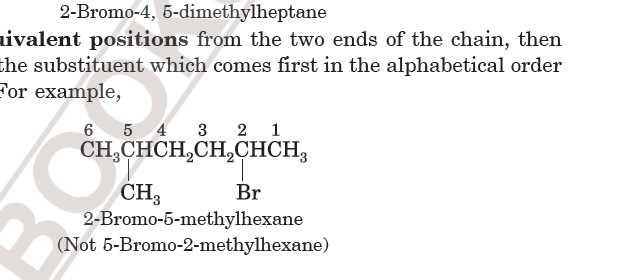 2-Bromo-4, 5-dimethylheptane
uivalent positions from the two ends of the chain, then
the substituent which comes first in the alphabetical order
For example,
6 5 4 3 2 1
CH₃CHCH₂CH₂CHCH₃
CH₃ Br
2-Bromo-5-methylhexane
(Not 5-Bromo-2-methylhexane)